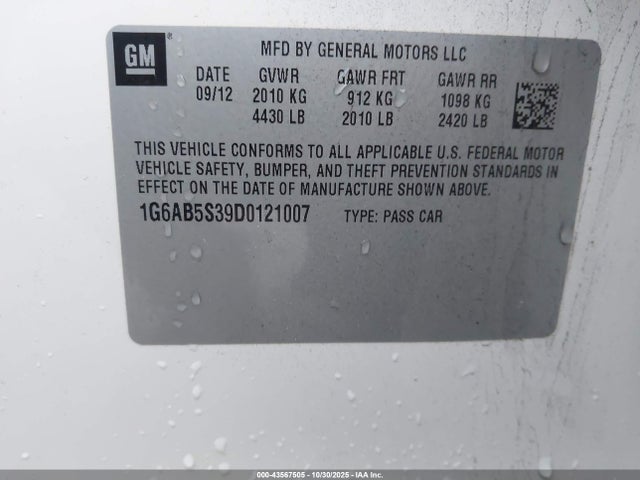 GM
MFD BY GENERAL MOTORS LLC
DATE GVWR GAWR FRT GAWR RR
09/12 2010 KG 912 KG 1098 KG
4430 LB 2010 LB 2420 LB
THIS VEHICLE CONFORMS TO ALL APPLICABLE U.S. FEDERAL MOTOR
VEHICLE SAFETY, BUMPER, AND THEFT PREVENTION STANDARDS IN
EFFECT ON THE DATE OF MANUFACTURE SHOWN ABOVE.
1G6AB5S39D0121007 TYPE: PASS CAR
000-43567505 - 10/30/2025 - IAA Inc.